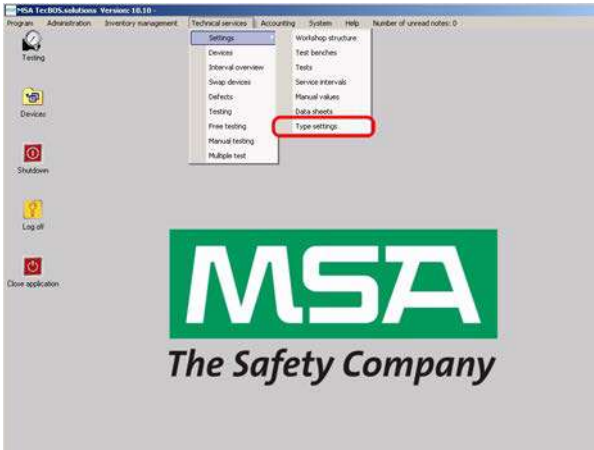 MSA TecBOS.solutions Version: 10.10 -
Program Administration Inventory management Technical services Accounting System Help Number of unread notes: 0
Testing
Devices
Shutdown
Log off
Close application
Settings
Devices
Interval overview
Swap devices
Defects
Testing
Free testing
Manual testing
Multiple test
Workshop structure
Test benches
Tests
Service intervals
Manual values
Data sheets
Type settings
MSA
The Safety Company